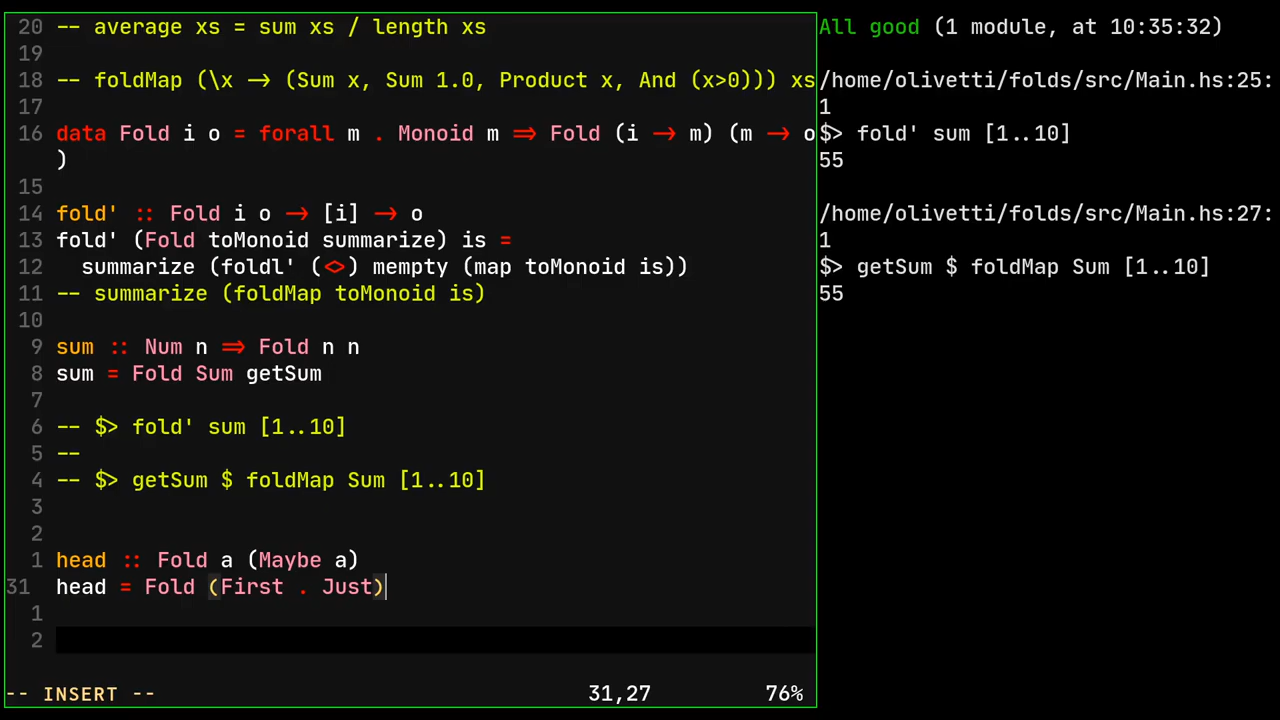 20 -- average xs = sum xs / length xs
19
18 -- foldMap (\x -> (Sum x, Sum 1.0, Product x, And (x>0))) xs
17
16 data Fold i o = forall m . Monoid m => Fold (i -> m) (m -> o
)
15
14 fold' :: Fold i o -> [i] -> o
13 fold' (Fold toMonoid summarize) is =
12   summarize (foldl' (<>) mempty (map toMonoid is))
11 -- summarize (foldMap toMonoid is)
10
9 sum :: Num n => Fold n n
8 sum = Fold Sum getSum
7
6 -- $> fold' sum [1..10]
5 --
4 -- $> getSum $ foldMap Sum [1..10]
3
2
1 head :: Fold a (Maybe a)
31 head = Fold (First . Just)
1
2
-- INSERT -- 31,27 76%
All good (1 module, at 10:35:32)
/home/olivetti/folds/src/Main.hs:25:
1
$> fold' sum [1..10]
55
/home/olivetti/folds/src/Main.hs:27:
1
$> getSum $ foldMap Sum [1..10]
55